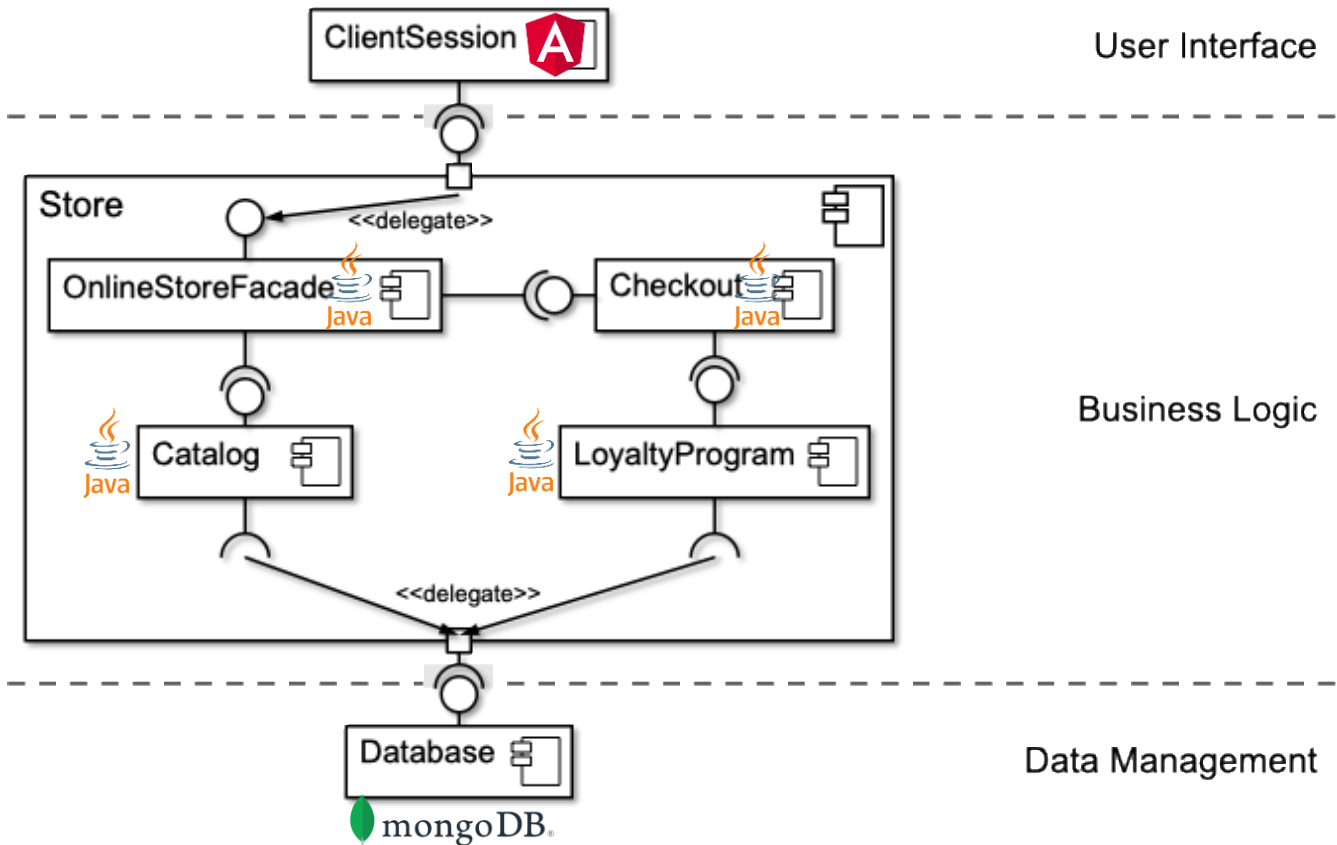 ClientSession
User Interface
Store
<<delegate>>
OnlineStoreFacade
Java
Checkout
Java
Business Logic
Java
Catalog
Java
LoyaltyProgram
<<delegate>>
Database
Data Management
mongoDB®